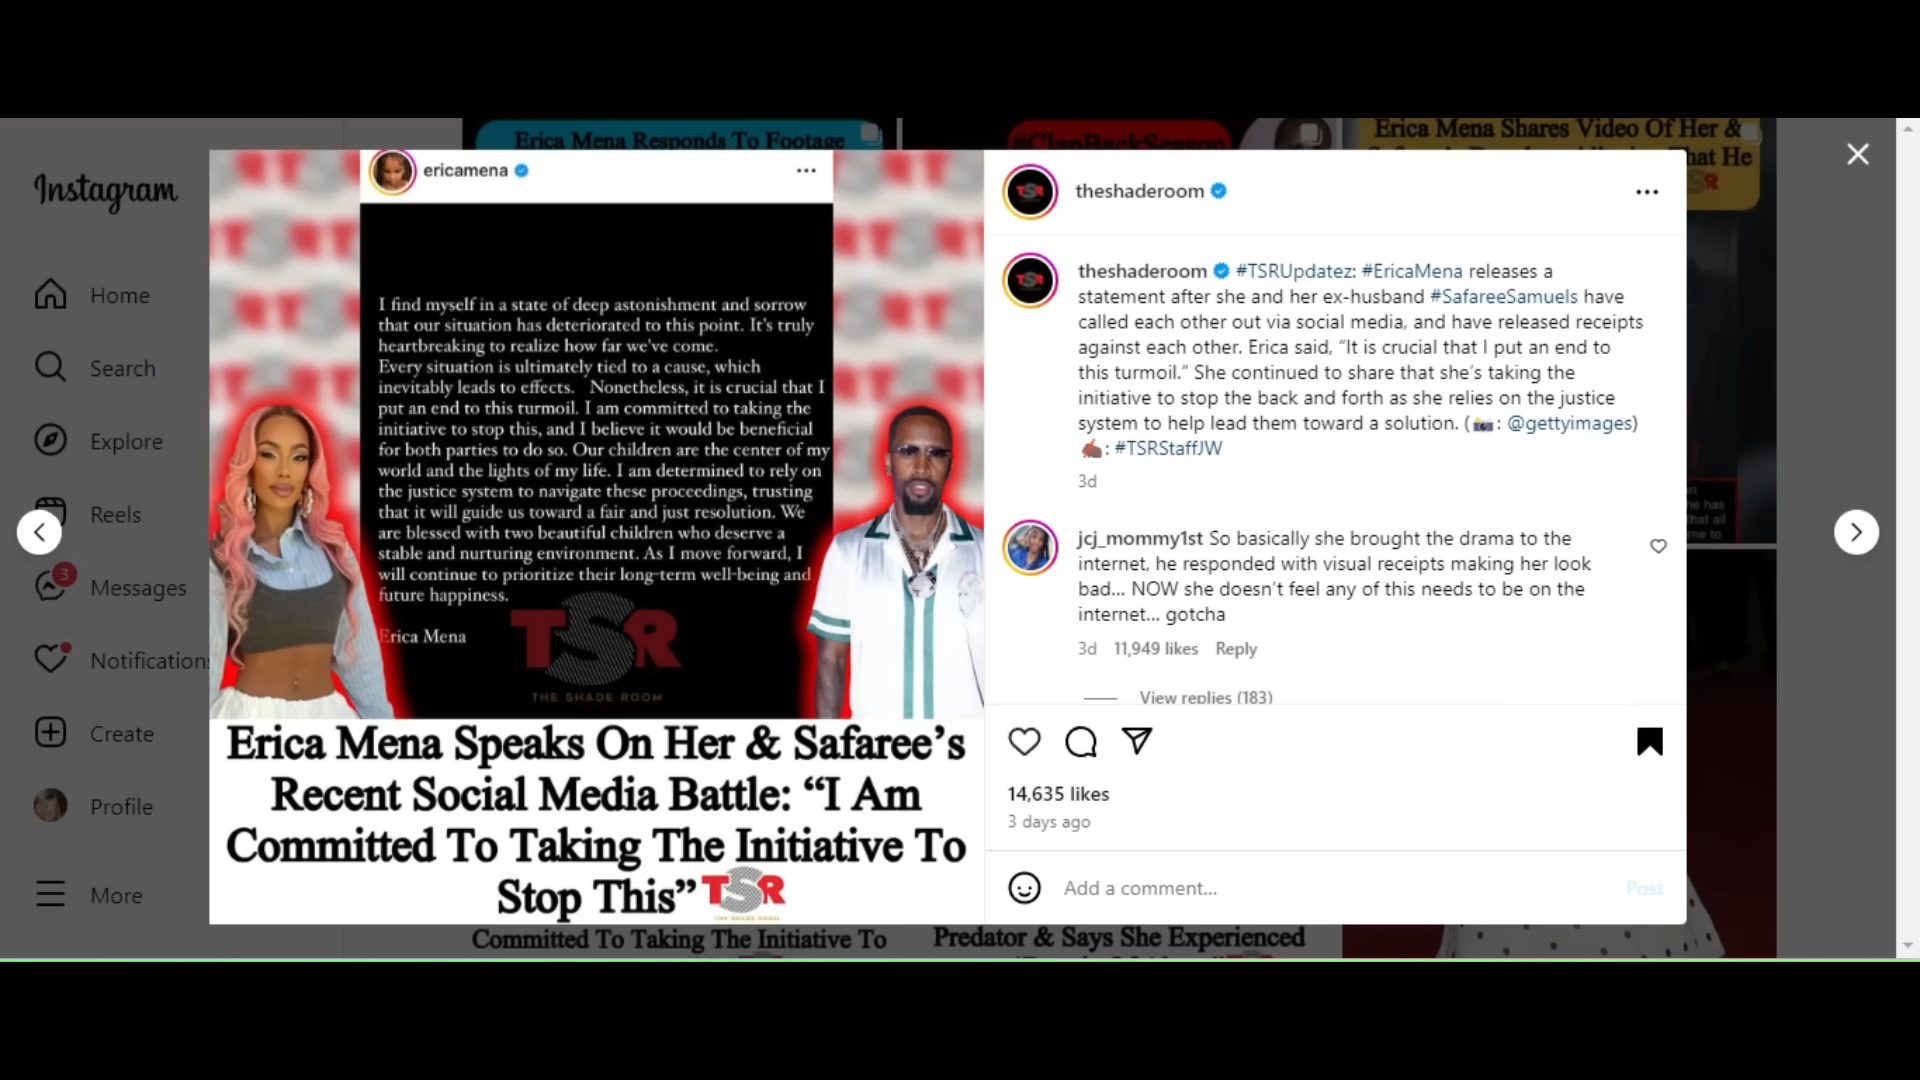 Erica Mena Responds To Footage
#ClapBackSeason
Erica Mena Shares Video Of Her &
That He
Instagram
Home
Search
Explore
Reels
3
Messages
Notifications
Create
Profile
More
ericamena
I find myself in a state of deep astonishment and sorrow
that our situation has deteriorated to this point. It's truly
heartbreaking to realize how far we've come.
Every situation is ultimately tied to a cause, which
inevitably leads to effects. Nonetheless, it is crucial that I
put an end to this turmoil. I am committed to taking the
initiative to stop this, and I believe it would be beneficial
for both parties to do so. Our children are the center of my
world and the lights of my life. I am determined to rely on
the justice system to navigate these proceedings, trusting
that it will guide us toward a fair and just resolution. We
are blessed with two beautiful children who deserve a
stable and nurturing environment. As I move forward, I
will continue to prioritize their long-term well-being and
future happiness.
Erica Mena
TSR
THE SHADE ROOM
Erica Mena Speaks On Her & Safaree’s
Recent Social Media Battle: “I Am
Committed To Taking The Initiative To
Stop This” TSR
THE SHADE ROOM
theshaderoom
theshaderoom #TSRUpdatez: #EricaMena releases a
statement after she and her ex-husband #SafareeSamuels have
called each other out via social media, and have released receipts
against each other. Erica said, “It is crucial that I put an end to
this turmoil.” She continued to share that she’s taking the
initiative to stop the back and forth as she relies on the justice
system to help lead them toward a solution. (📸: @gettyimages)
✍🏾: #TSRStaffJW
3d
jcj_mommy1st So basically she brought the drama to the
internet, he responded with visual receipts making her look
bad... NOW she doesn’t feel any of this needs to be on the
internet... gotcha
3d 11,949 likes Reply
View replies (183)
14,635 likes
3 days ago
Add a comment...
Post
he has
that all
me to
Committed To Taking The Initiative To
Predator & Says She Experienced